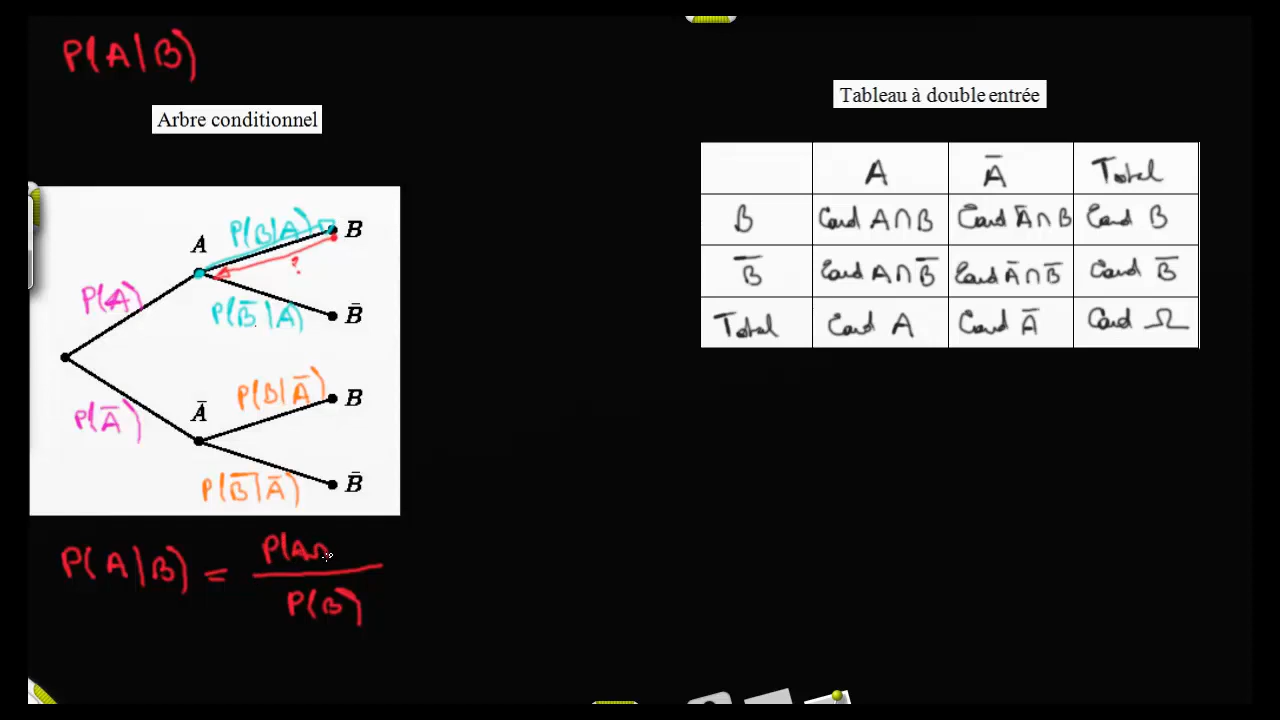 P(A|B)
Arbre conditionnel
P(B|A) B
A
?
P(A)
P(B̅|A) B̅
P(A̅)
A̅
P(B|A̅) B
P(B̅|A̅) B̅
P(A|B) = P(A∩
P(B)
Tableau à double entrée
A A̅ Total
B Card A∩B Card A̅∩B Card B
B̅ Card A∩B̅ Card A̅∩B̅ Card B̅
Total Card A Card A̅ Card Ω